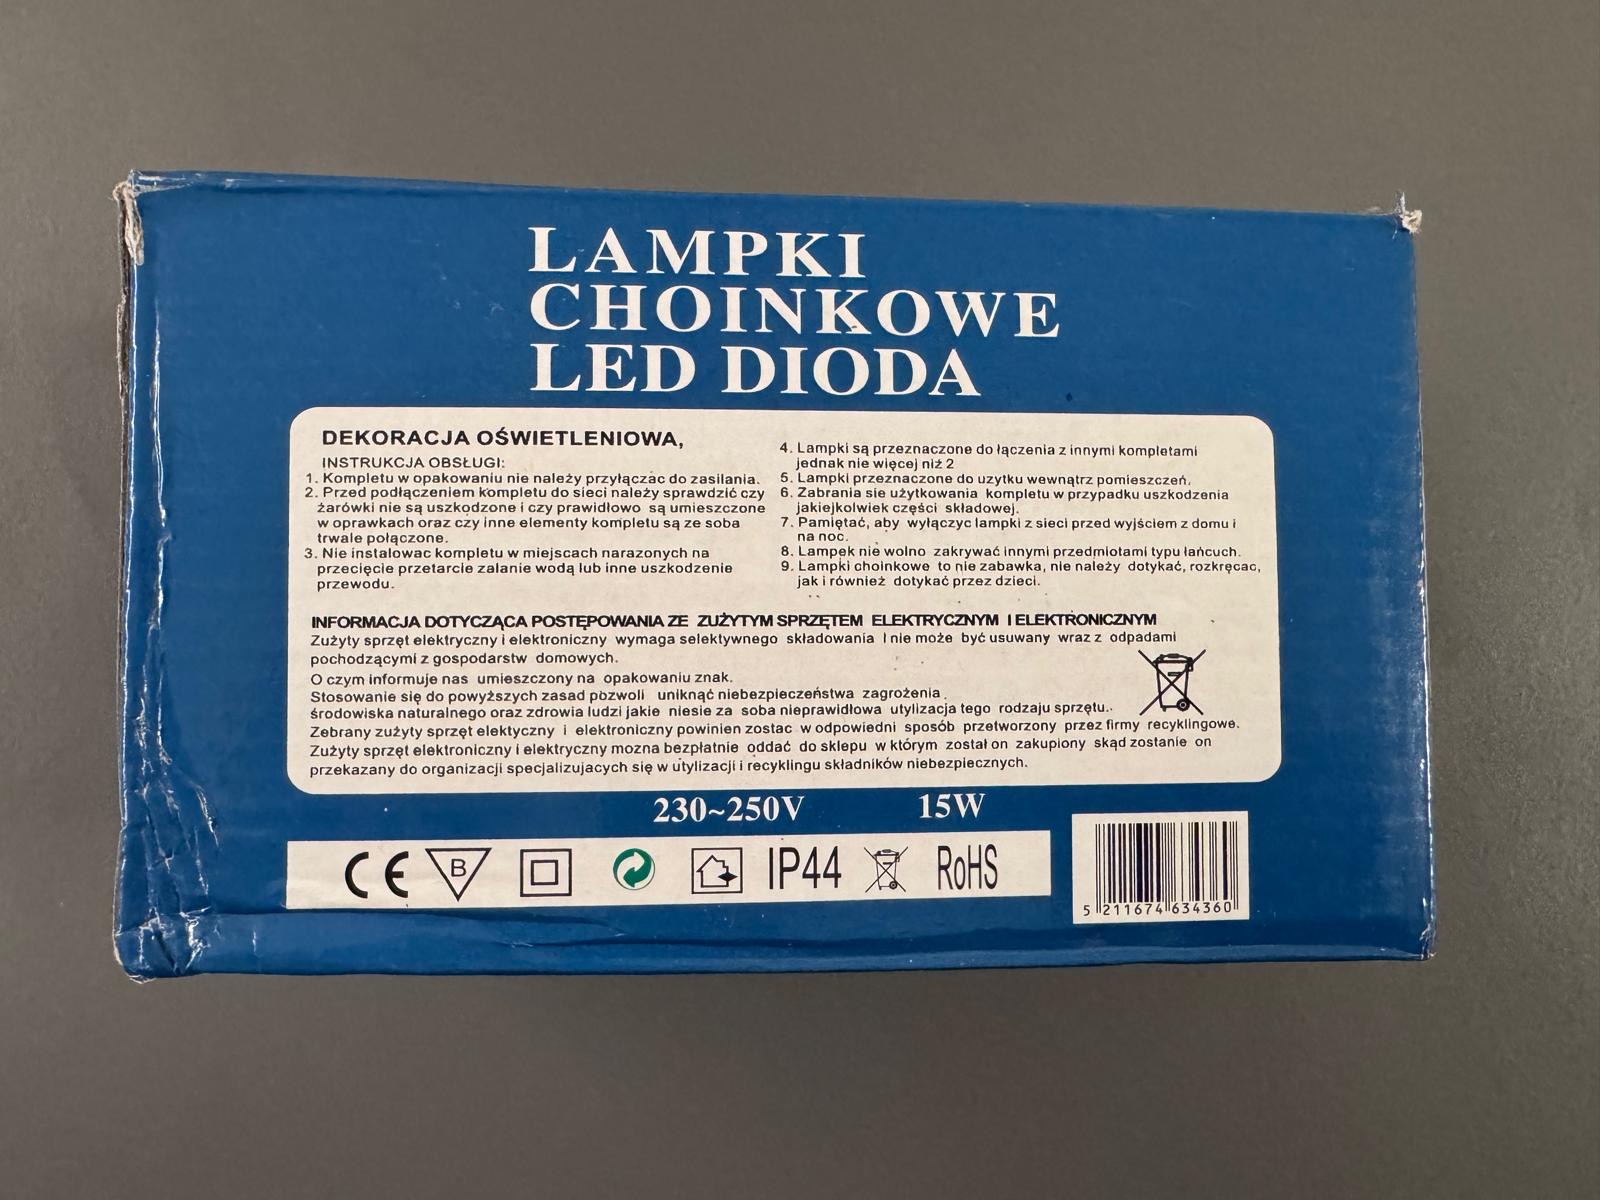 LAMPKI
CHOINKOWE
LED DIODA
DEKORACJA OŚWIETLENIOWA,
INSTRUKCJA OBSŁUGI:
1. Kompletu w opakowaniu nie należy przyłączac do zasilania.
2. Przed podłączeniem kompletu do sieci należy sprawdzić czy
żarówki nie są uszkodzone i czy prawidłowo są umieszczone
w oprawkach oraz czy inne elementy kompletu są ze soba
trwale połączone.
3. Nie instalowac kompletu w miejscach narazonych na
przecięcie przetarcie zalanie wodą lub inne uszkodzenie
przewodu.
4. Lampki są przeznaczone do łączenia z innymi kompletami
jednak nie więcej niż 2
5. Lampki przeznaczone do uzytku wewnątrz pomieszczeń.
6. Zabrania sie użytkowania kompletu w przypadku uszkodzenia
jakiejkolwiek części składowej.
7. Pamiętać, aby wyłączyc lampki z sieci przed wyjściem z domu i
na noc.
8. Lampek nie wolno zakrywać innymi przedmiotami typu łańcuch.
9. Lampki choinkowe to nie zabawka, nie należy dotykać, rozkręcac,
jak i również dotykać przez dzieci.
INFORMACJA DOTYCZĄCA POSTĘPOWANIA ZE ZUŻYTYM SPRZĘTEM ELEKTRYCZNYM I ELEKTRONICZNYM
Zużyty sprzęt elektryczny i elektroniczny wymaga selektywnego składowania I nie może być usuwany wraz z odpadami
pochodzącymi z gospodarstw domowych.
O czym informuje nas umieszczony na opakowaniu znak.
Stosowanie się do powyższych zasad pozwoli uniknąć niebezpieczeństwa zagrożenia.
środowiska naturalnego oraz zdrowia ludzi jakie niesie za soba nieprawidłowa utylizacja tego rodzaju sprzętu..
Zebrany zużyty sprzęt elektyczny i elektroniczny powinien zostac w odpowiedni sposób przetworzony przez firmy recyklingowe.
Zużyty sprzęt elektroniczny i elektryczny mozna bezpłatnie oddać do sklepu w którym został on zakupiony skąd zostanie on
przekazany do organizacji specjalizujacych się w utylizacji i recyklingu składników niebezpiecznych.
230~250V 15W
CE B IP44 RoHS
5 211674 634360